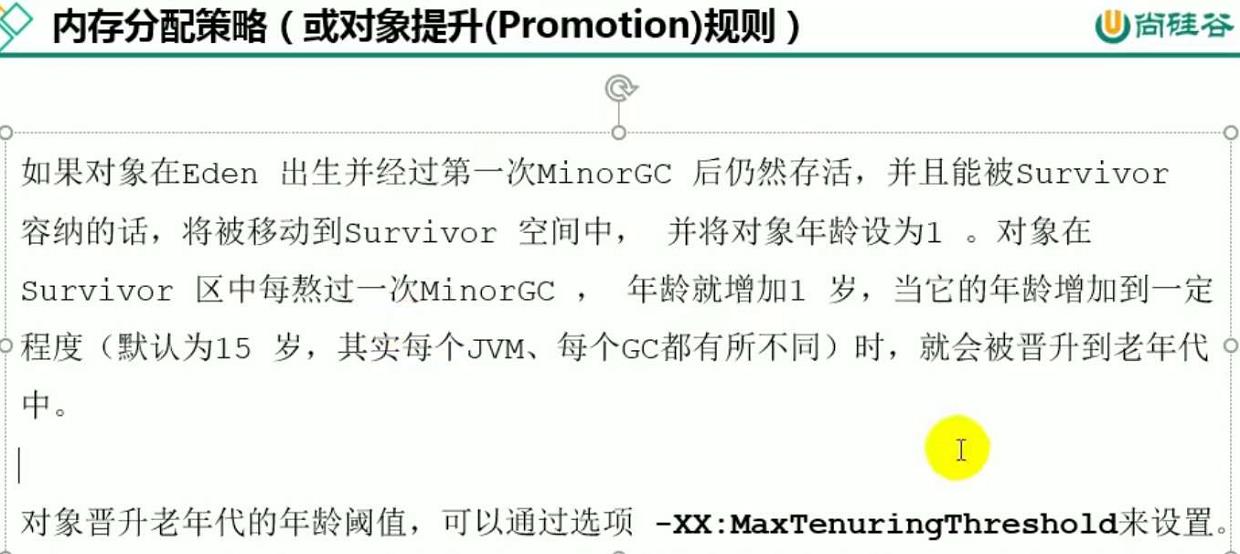 内存分配策略（或对象提升(Promotion)规则）
尚硅谷
如果对象在Eden 出生并经过第一次MinorGC 后仍然存活，并且能被Survivor
容纳的话，将被移动到Survivor 空间中， 并将对象年龄设为1 。对象在
Survivor 区中每熬过一次MinorGC ， 年龄就增加1 岁，当它的年龄增加到一定
程度（默认为15 岁，其实每个JVM、每个GC都有所不同）时，就会被晋升到老年代
中。
对象晋升老年代的年龄阈值，可以通过选项 -XX:MaxTenuringThreshold来设置。